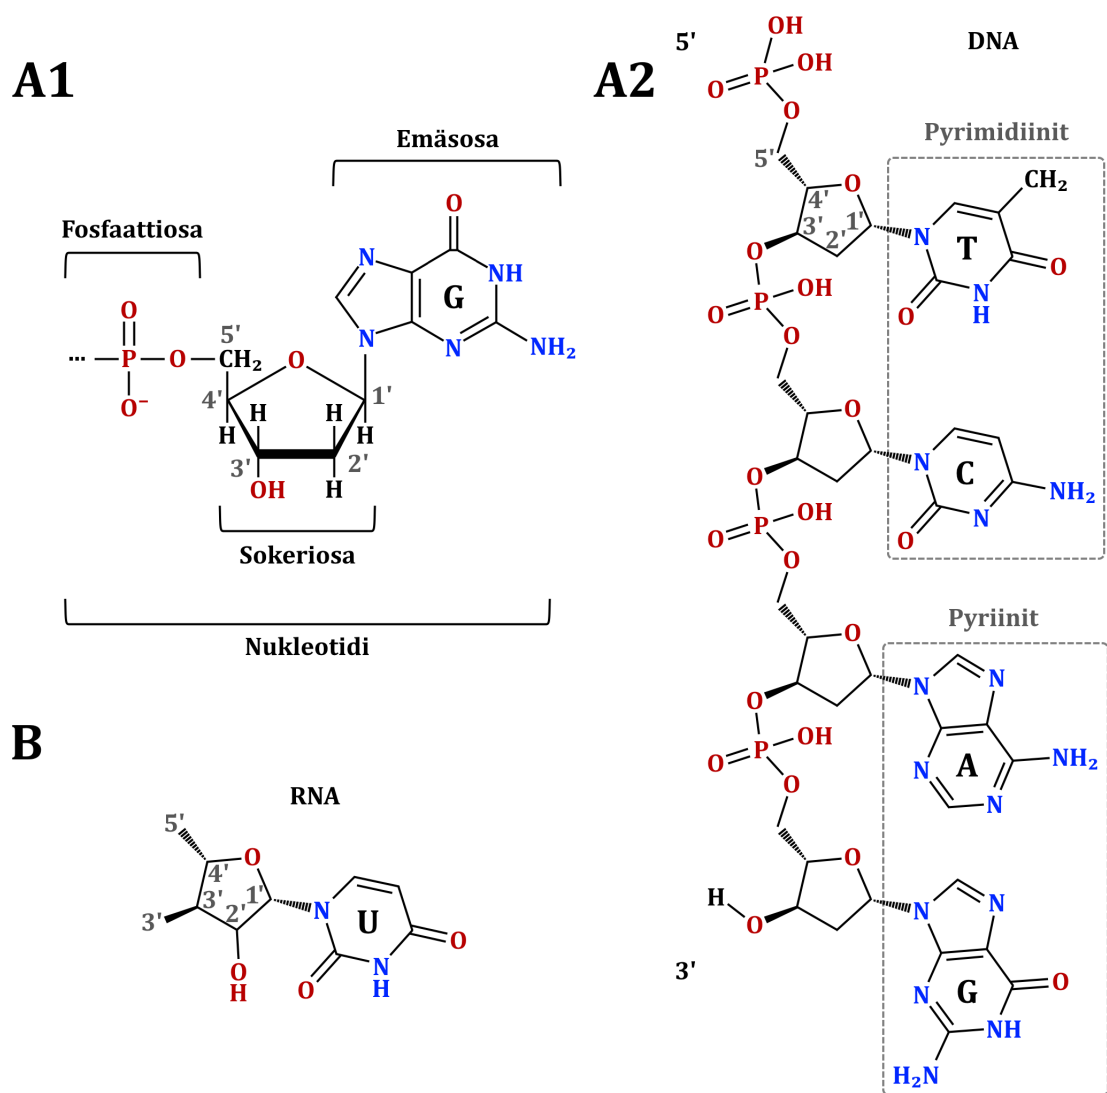 A1
Emäsosa
Fosfaattiosa
O
N
NH
G
O
5'
P
O
CH₂
O
N
N
NH₂
...
O⁻
4'
H
H
H
H
1'
3'
2'
OH
H
Sokeriosa
Nukleotidi
B
RNA
5'
O
4'
3'
3'
2'
1'
N
U
O
O
H
O
N
H
A2
5'
DNA
OH
P
OH
O
O
Pyrimidiinit
5'
O
CH₂
4'
3'
2'
1'
N
T
O
O
O
N
H
P
OH
O
O
O
N
C
O
NH₂
O
N
P
OH
O
O
Pyriinit
O
N
N
O
A
NH₂
P
OH
N
N
O
O
O
H
O
N
N
3'
N
G
O
NH
H₂N